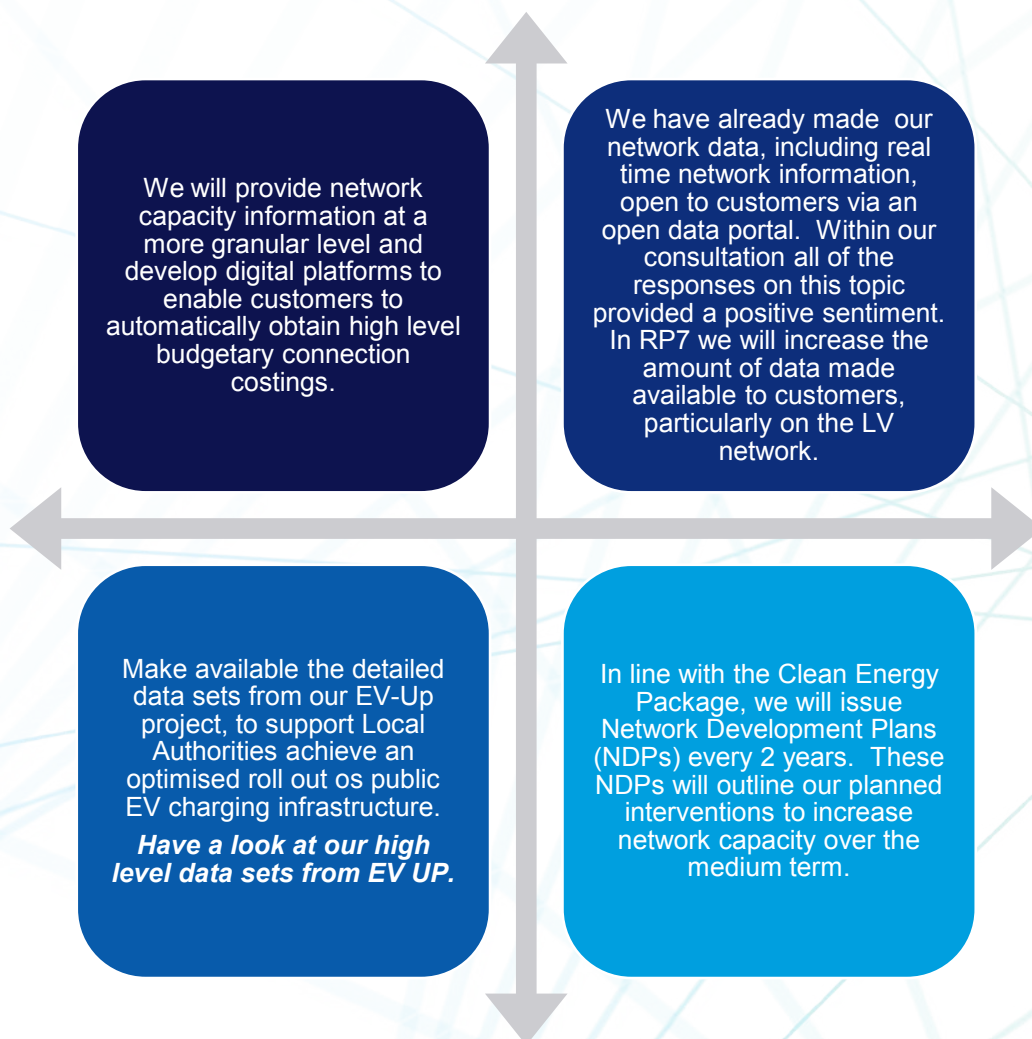 We will provide network
capacity information at a
more granular level and
develop digital platforms to
enable customers to
automatically obtain high level
budgetary connection
costings.
We have already made  our
network data, including real
time network information,
open to customers via an
open data portal.  Within our
consultation all of the
responses on this topic
provided a positive sentiment.
In RP7 we will increase the
amount of data made
available to customers,
particularly on the LV
network.
Make available the detailed
data sets from our EV-Up
project, to support Local
Authorities achieve an
optimised roll out os public
EV charging infrastructure.
Have a look at our high
level data sets from EV UP.
In line with the Clean Energy
Package, we will issue
Network Development Plans
(NDPs) every 2 years.  These
NDPs will outline our planned
interventions to increase
network capacity over the
medium term.